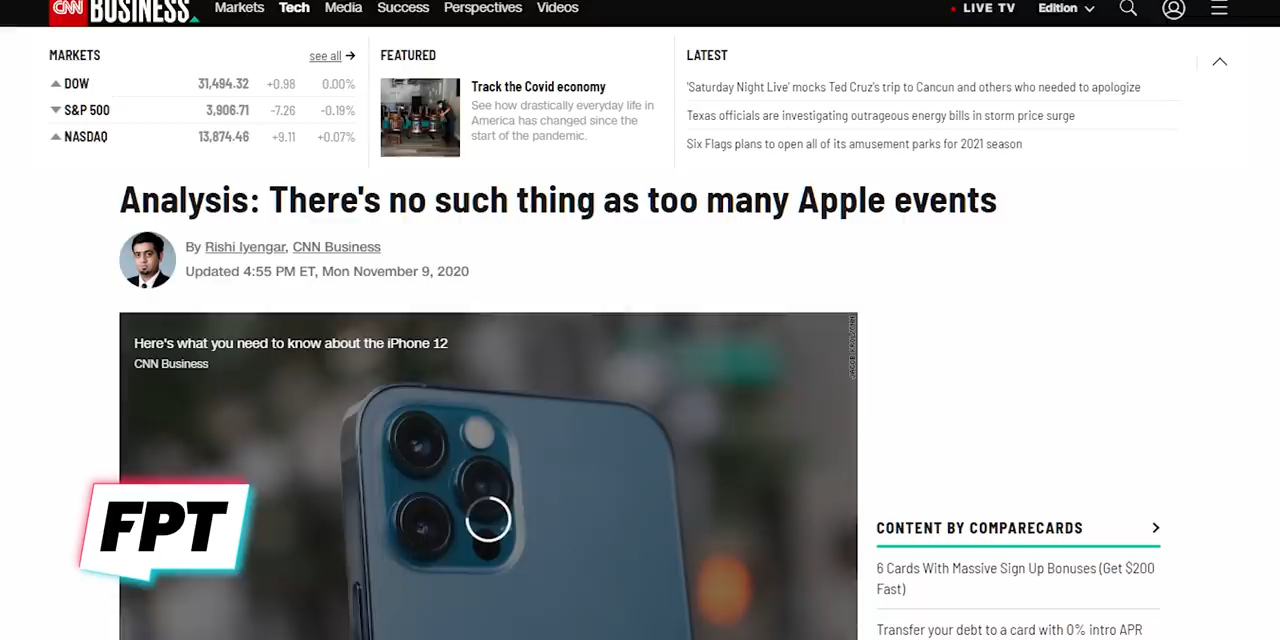 CNN BUSINESS Markets Tech Media Success Perspectives Videos LIVE TV Edition
MARKETS see all
DOW 31,494.32 +0.98 0.00%
S&P 500 3,906.71 -7.26 -0.19%
NASDAQ 13,874.46 +9.11 +0.07%
FEATURED
Track the Covid economy
See how drastically everyday life in
America has changed since the
start of the pandemic.
LATEST
'Saturday Night Live' mocks Ted Cruz's trip to Cancun and others who needed to apologize
Texas officials are investigating outrageous energy bills in storm price surge
Six Flags plans to open all of its amusement parks for 2021 season
Analysis: There's no such thing as too many Apple events
By Rishi Iyengar, CNN Business
Updated 4:55 PM ET, Mon November 9, 2020
Here's what you need to know about the iPhone 12
CNN Business
FPT
CONTENT BY COMPARECARDS
6 Cards With Massive Sign Up Bonuses (Get $200
Fast)
Transfer your debt to a card with 0% intro APR